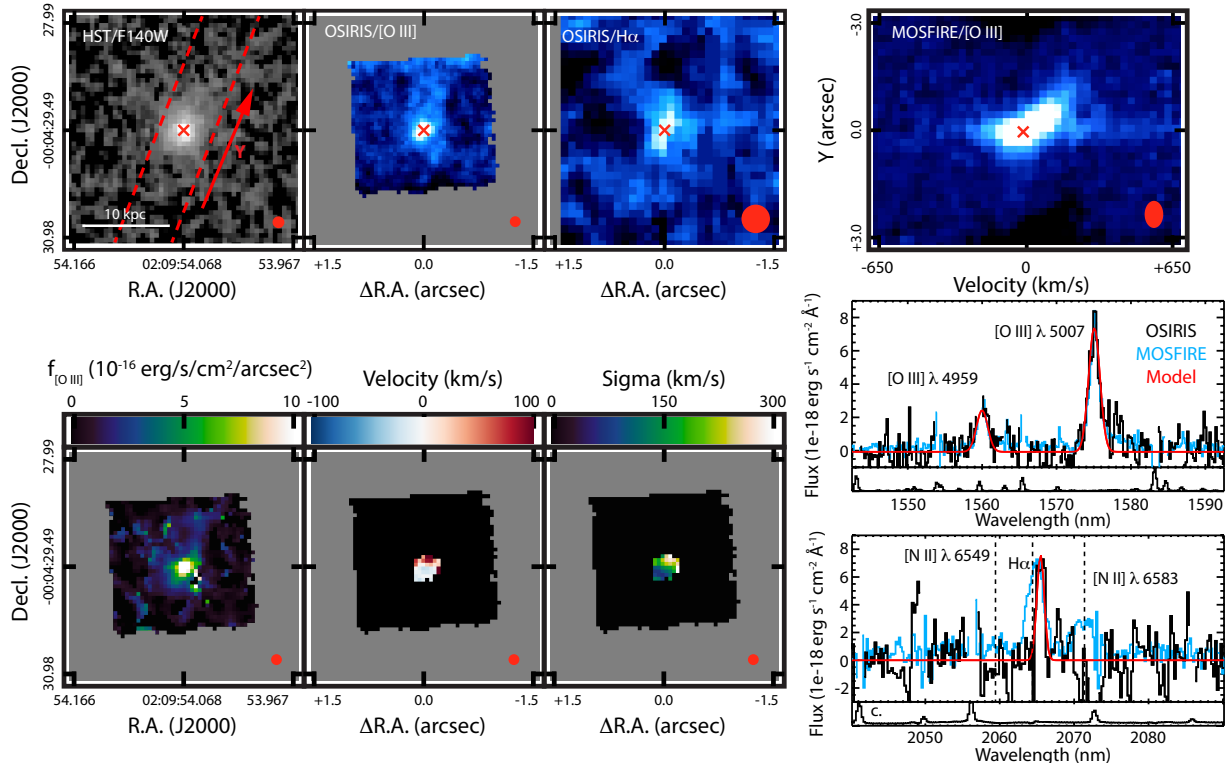 HST/F140W
OSIRIS/[O III]
OSIRIS/Hα
MOSFIRE/[O III]
Decl. (J2000)
27.99
-00:04:29.49
30.98
Y
10 kpc
54.166 02:09:54.068 53.967
R.A. (J2000)
+1.5 0.0 -1.5
ΔR.A. (arcsec)
+1.5 0.0 -1.5
ΔR.A. (arcsec)
Y (arcsec)
-3.0
0.0
+3.0
-650 0 +650
Velocity (km/s)
f[O III] (10-16 erg/s/cm2/arcsec2)
0 5 10
Velocity (km/s)
-100 0 100
Sigma (km/s)
0 150 300
Decl. (J2000)
27.99
-00:04:29.49
30.98
54.166 02:09:54.068 53.967
R.A. (J2000)
+1.5 0.0 -1.5
ΔR.A. (arcsec)
+1.5 0.0 -1.5
ΔR.A. (arcsec)
Flux (1e-18 erg s-1 cm-2 Å-1)
8
6
4
2
0
[O III] λ 4959
[O III] λ 5007
OSIRIS
MOSFIRE
Model
1550 1560 1570 1580 1590
Wavelength (nm)
Flux (1e-18 erg s-1 cm-2 Å-1)
8
6
4
2
0
-2
[N II] λ 6549
Hα
[N II] λ 6583
c.
2050 2060 2070 2080
Wavelength (nm)